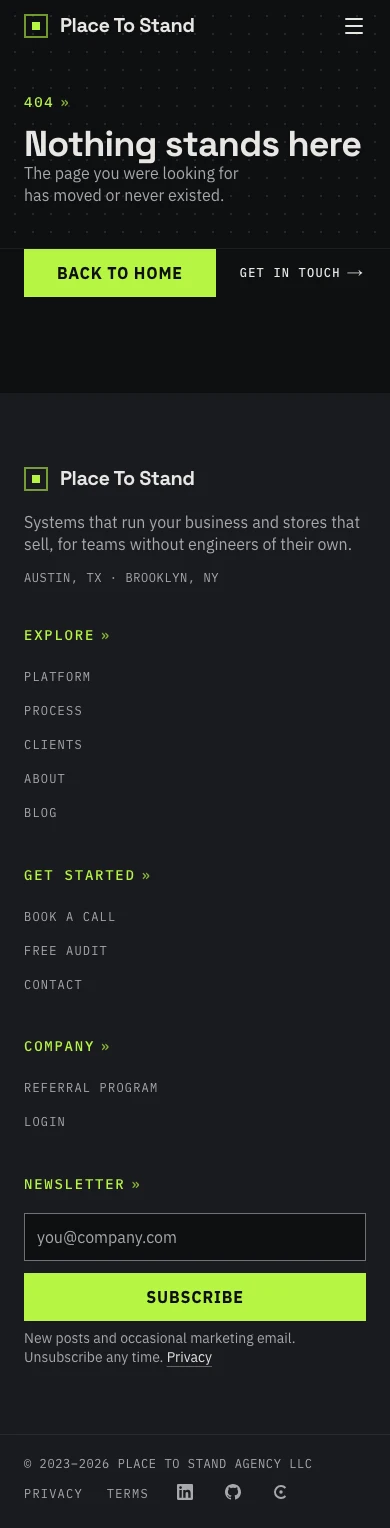 Place To Stand
404 »
Nothing stands here
The page you were looking for
has moved or never existed.
BACK TO HOME
GET IN TOUCH →
Place To Stand
Systems that run your business and stores that
sell, for teams without engineers of their own.
AUSTIN, TX · BROOKLYN, NY
EXPLORE »
PLATFORM
PROCESS
CLIENTS
ABOUT
BLOG
GET STARTED »
BOOK A CALL
FREE AUDIT
CONTACT
COMPANY »
REFERRAL PROGRAM
LOGIN
NEWSLETTER »
you@company.com
SUBSCRIBE
New posts and occasional marketing email.
Unsubscribe any time. Privacy
© 2023–2026 PLACE TO STAND AGENCY LLC
PRIVACY TERMS